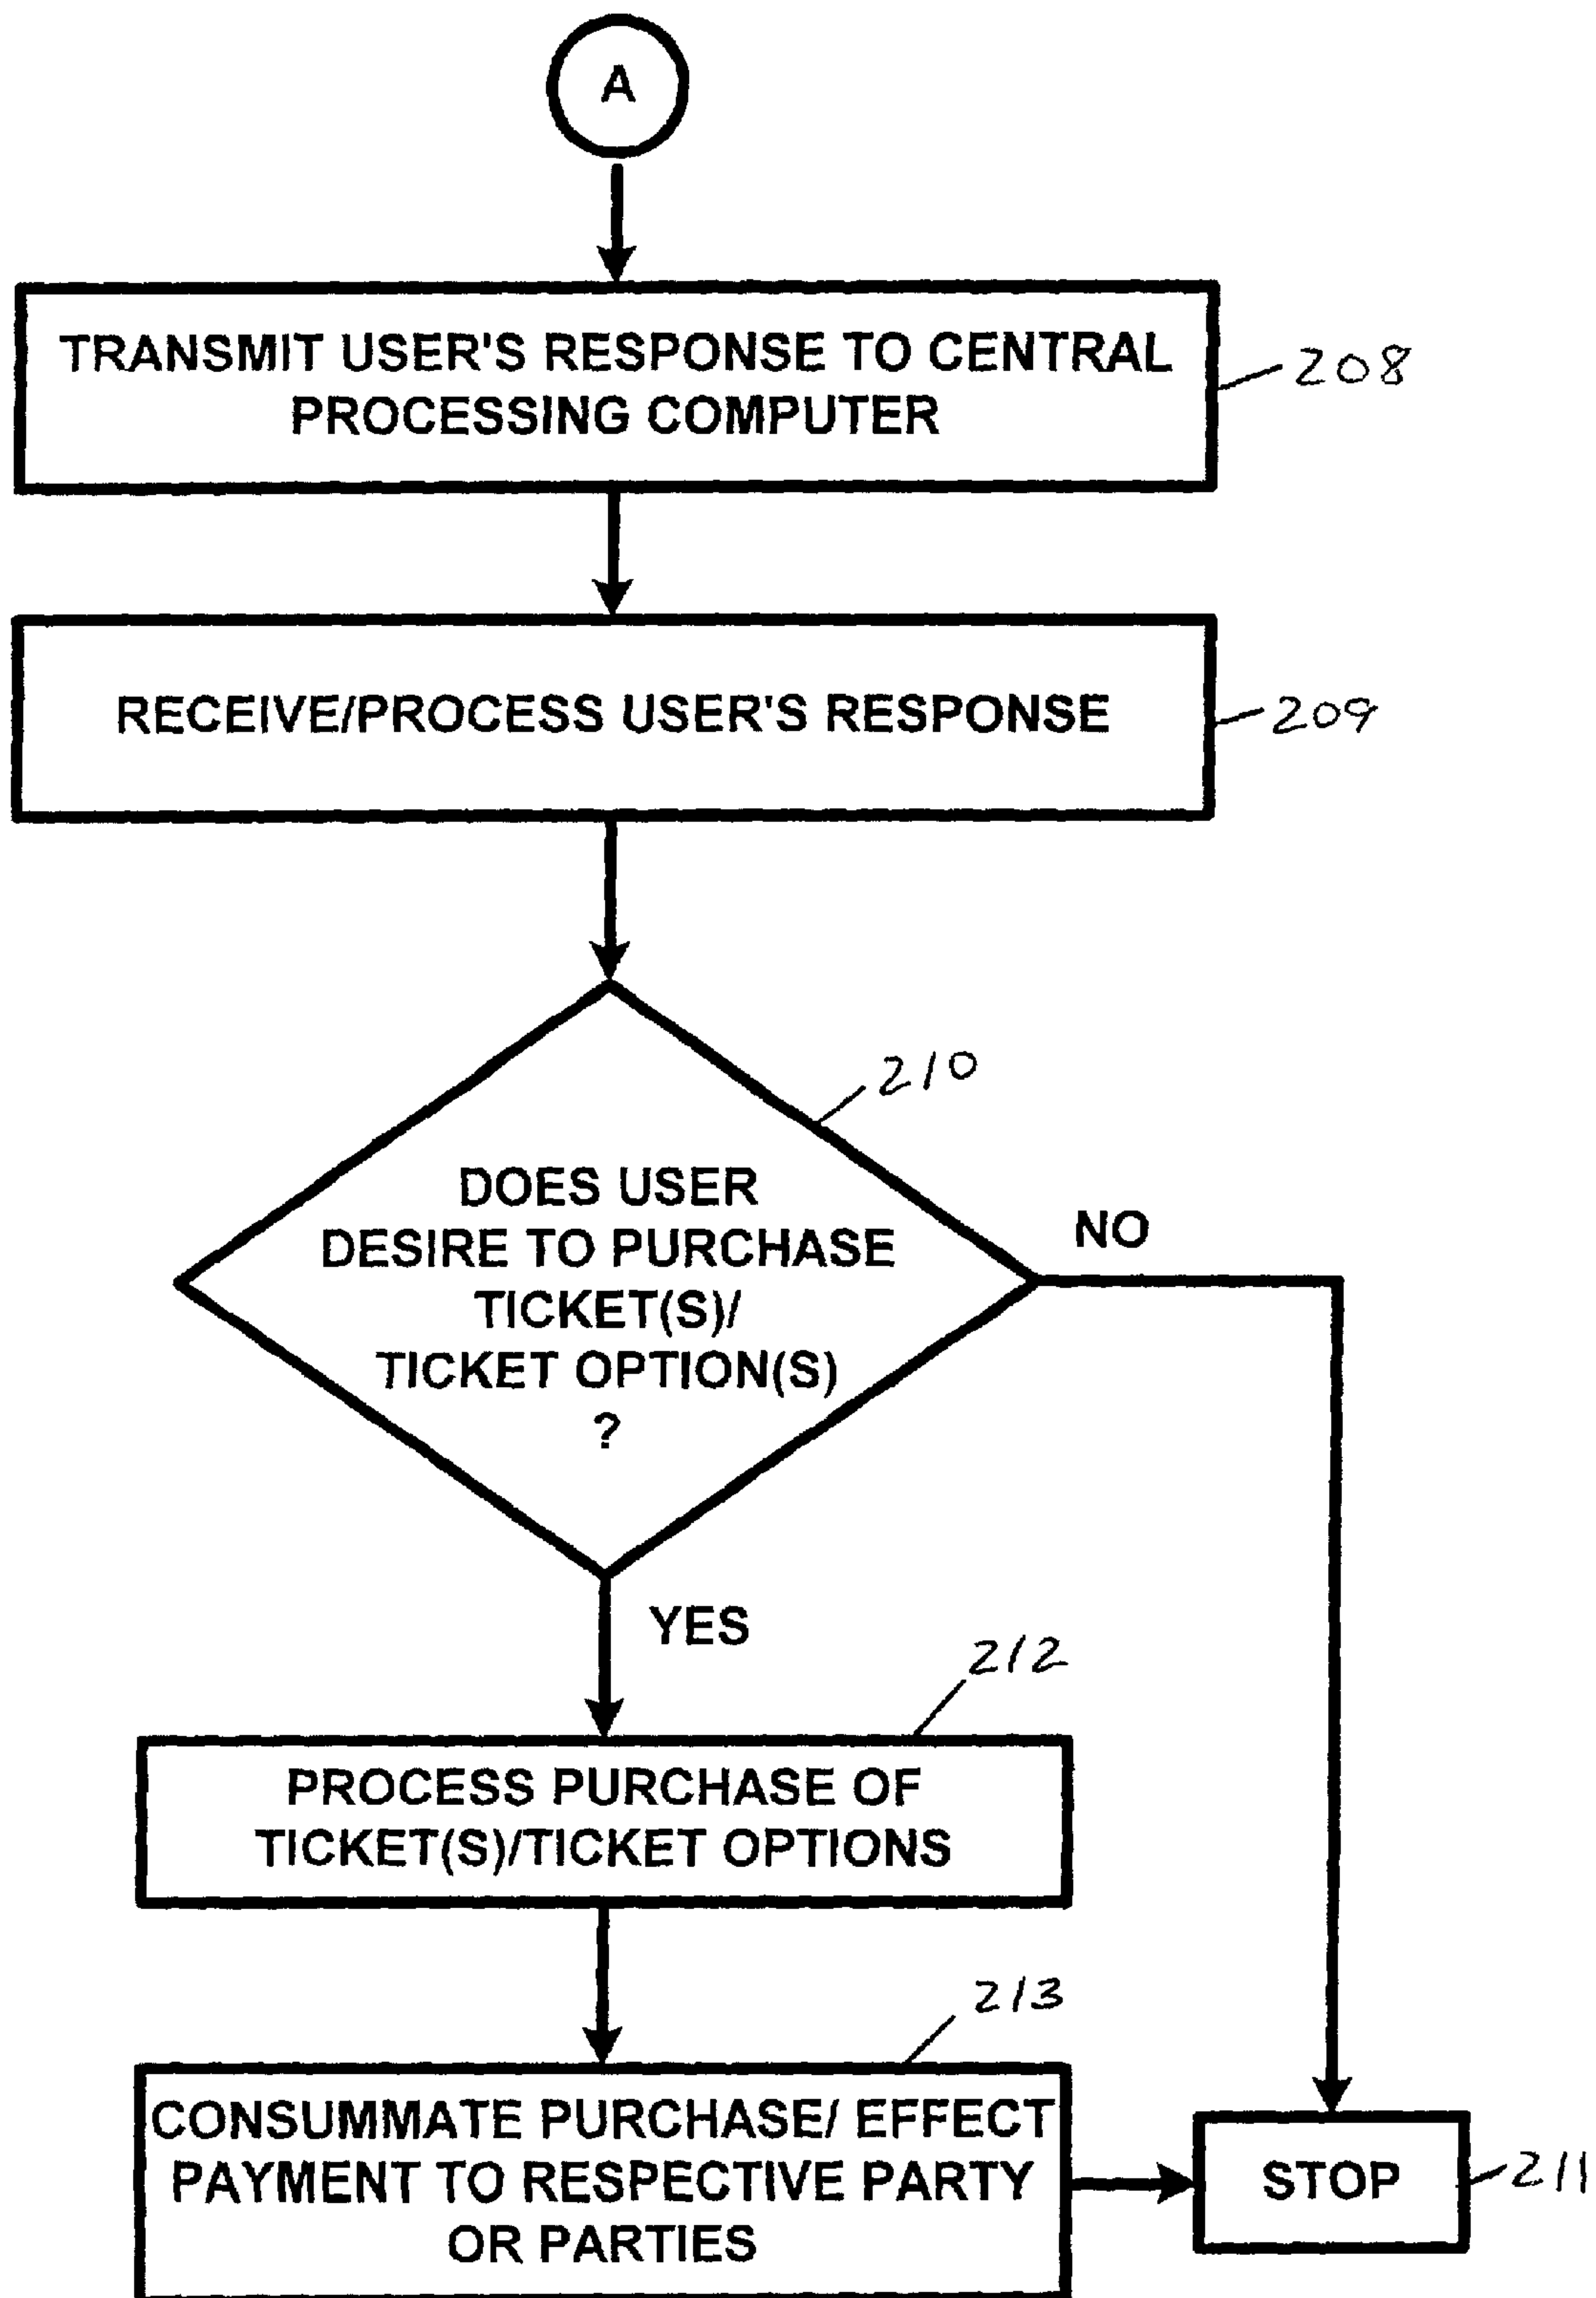 A
TRANSMIT USER'S RESPONSE TO CENTRAL
PROCESSING COMPUTER
208
RECEIVE/PROCESS USER'S RESPONSE
209
210
DOES USER
DESIRE TO PURCHASE
TICKET(S)/
TICKET OPTION(S)
?
NO
YES
212
PROCESS PURCHASE OF
TICKET(S)/TICKET OPTIONS
213
CONSUMMATE PURCHASE/ EFFECT
PAYMENT TO RESPECTIVE PARTY
OR PARTIES
STOP
211